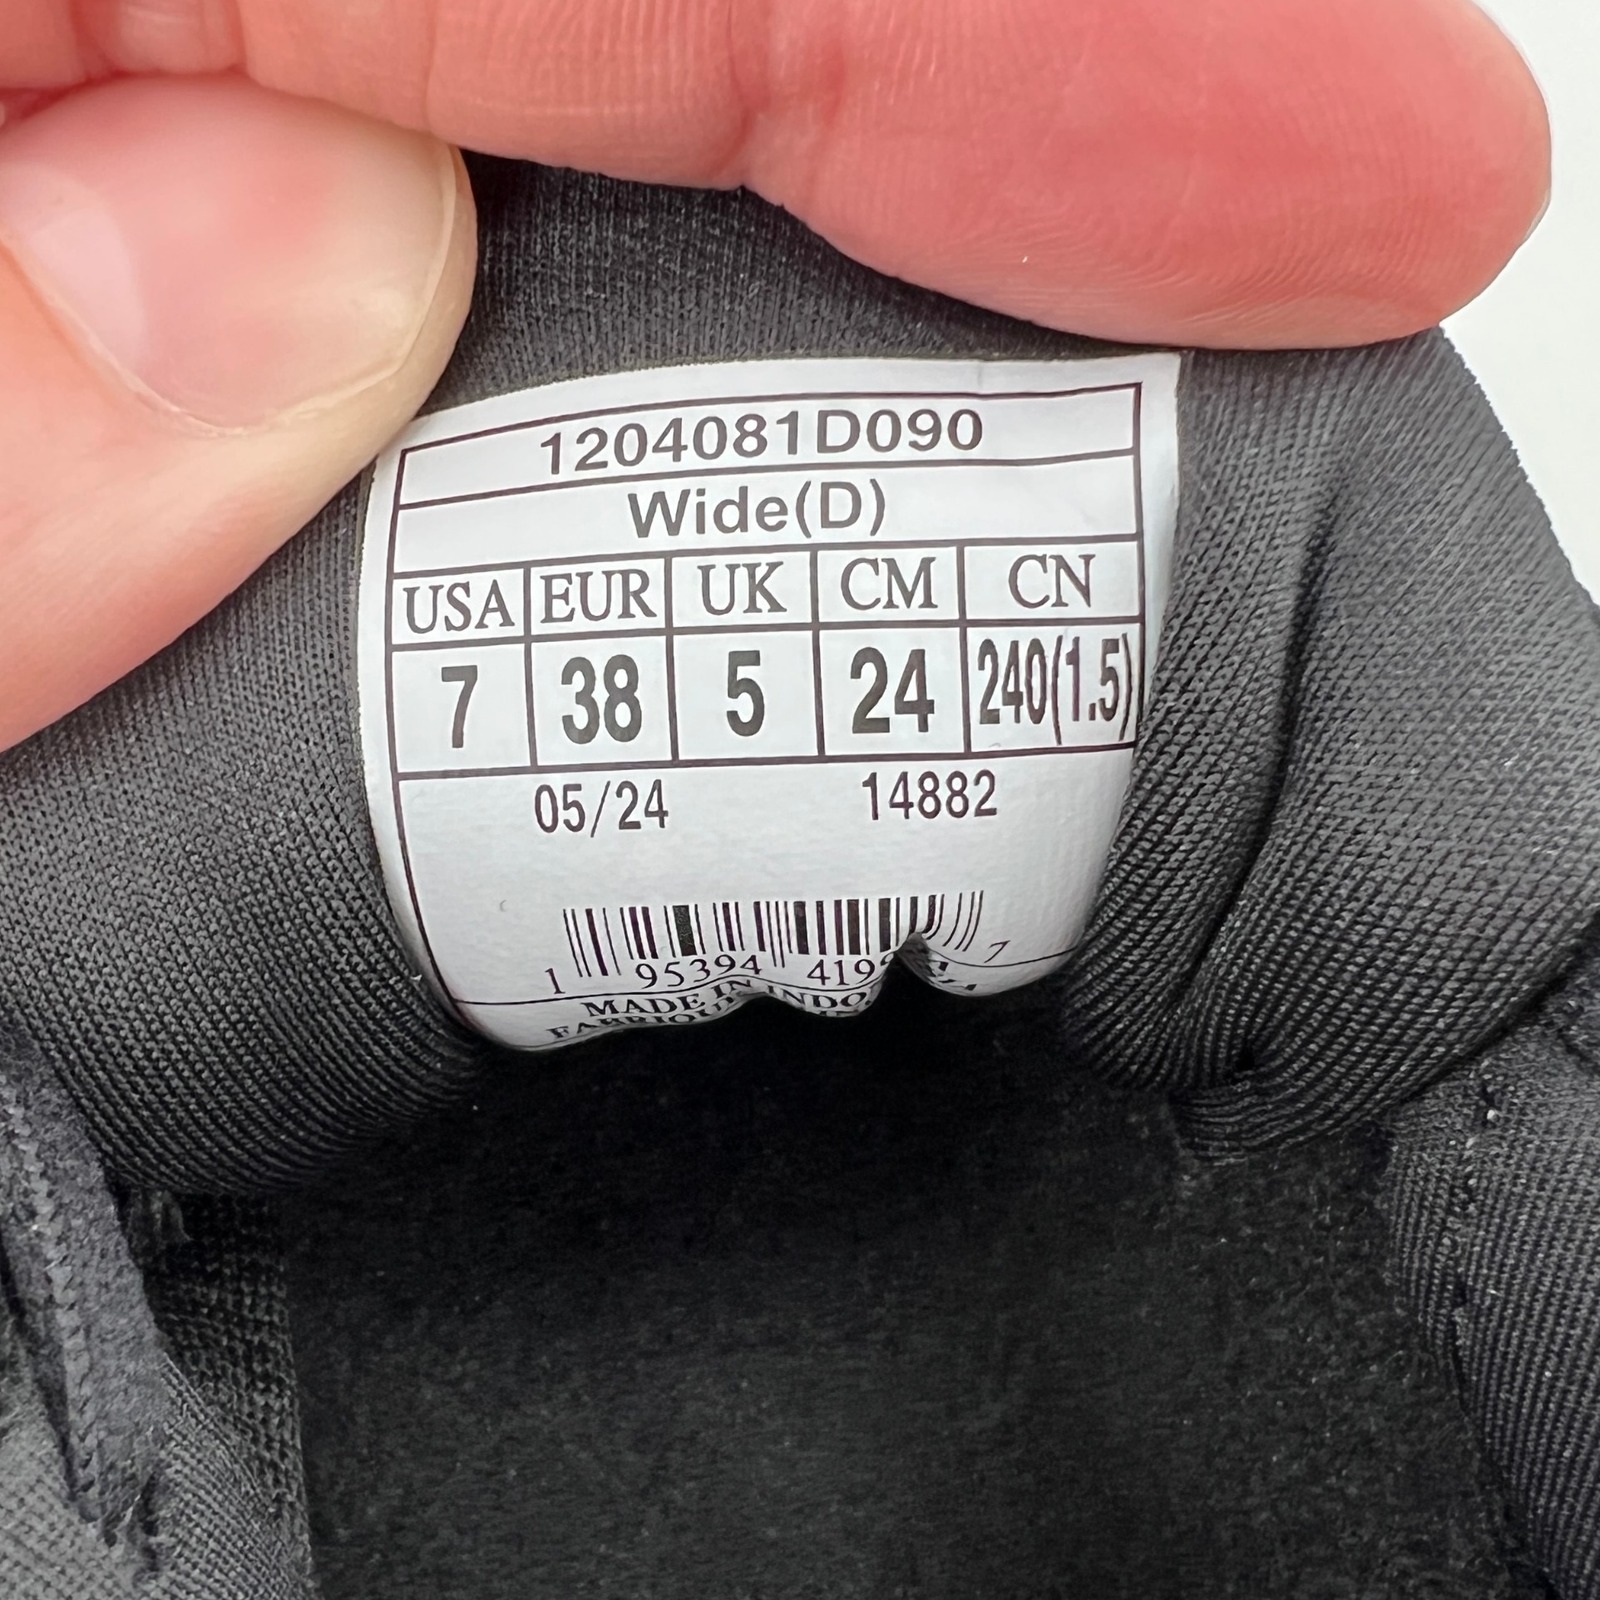 1204081D090
Wide(D)
USA EUR UK CM CN
7 38 5 24 240(1.5)
05/24 14882
1 95394 419 7
MADE IN